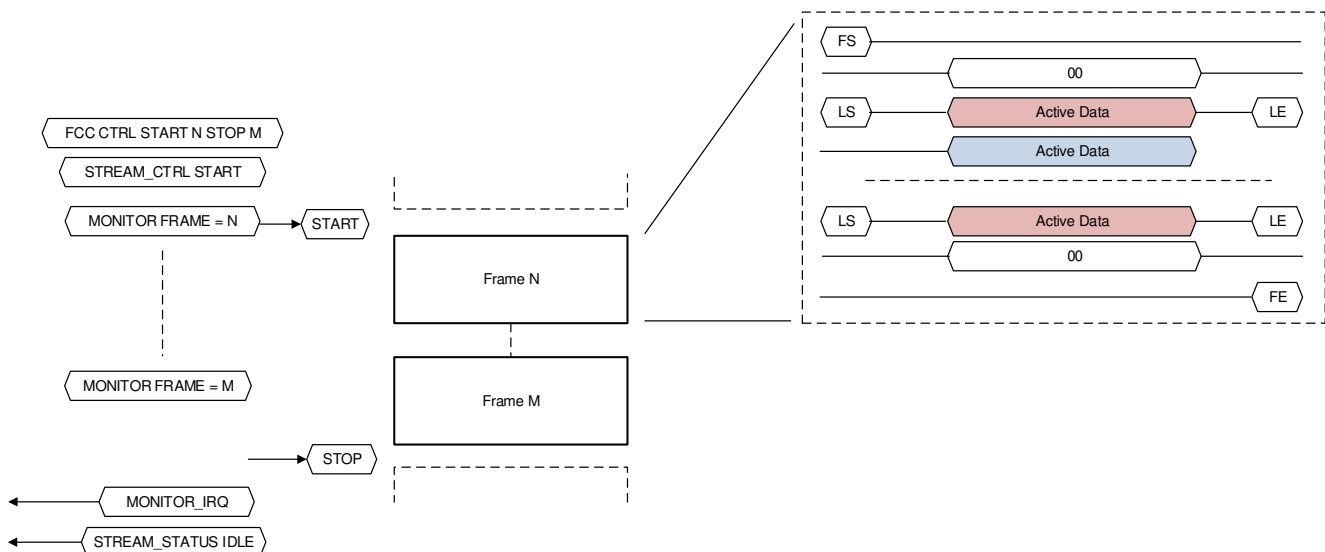 FCC CTRL START N STOP M
STREAM_CTRL START
MONITOR FRAME = N
START
MONITOR FRAME = M
STOP
MONITOR_IRQ
STREAM_STATUS IDLE
Frame N
Frame M
FS
00
LS Active Data LE
Active Data
LS Active Data LE
00
FE